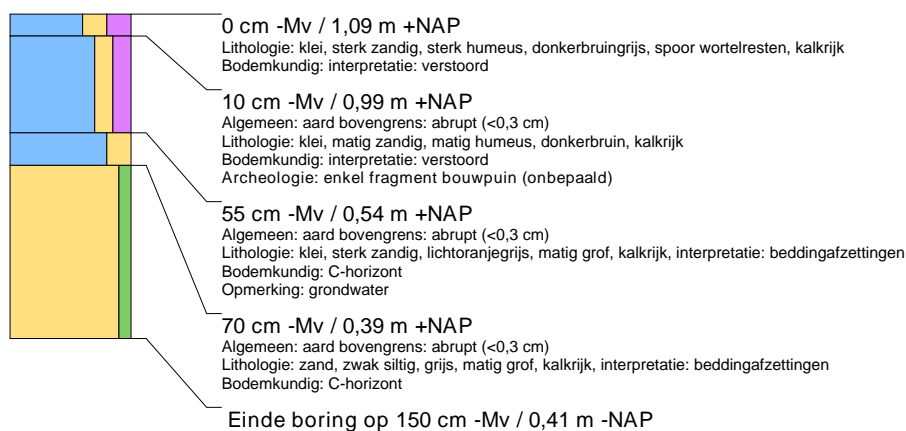 0 cm -Mv / 1,09 m +NAP
Lithologie: klei, sterk zandig, sterk humeus, donkerbruingrijs, spoor wortelresten, kalkrijk
Bodemkundig: interpretatie: verstoord
10 cm -Mv / 0,99 m +NAP
Algemeen: aard bovengrens: abrupt (<0,3 cm)
Lithologie: klei, matig zandig, matig humeus, donkerbruin, kalkrijk
Bodemkundig: interpretatie: verstoord
Archeologie: enkel fragment bouwpuin (onbepaald)
55 cm -Mv / 0,54 m +NAP
Algemeen: aard bovengrens: abrupt (<0,3 cm)
Lithologie: klei, sterk zandig, lichtoranjegrijs, matig grof, kalkrijk, interpretatie: beddingafzettingen
Bodemkundig: C-horizont
Opmerking: grondwater
70 cm -Mv / 0,39 m +NAP
Algemeen: aard bovengrens: abrupt (<0,3 cm)
Lithologie: zand, zwak siltig, grijs, matig grof, kalkrijk, interpretatie: beddingafzettingen
Bodemkundig: C-horizont
Einde boring op 150 cm -Mv / 0,41 m -NAP